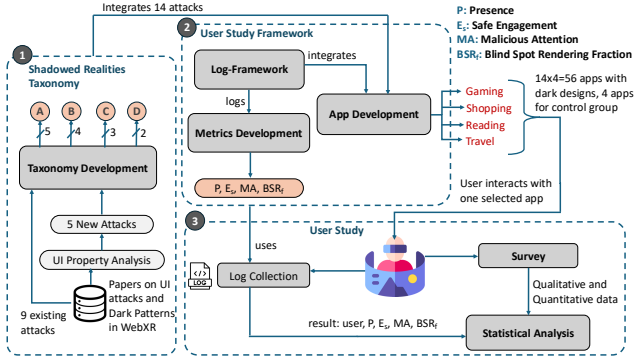 Integrates 14 attacks
P: Presence
Es: Safe Engagement
MA: Malicious Attention
BSRf: Blind Spot Rendering Fraction
1
Shadowed Realities
Taxonomy
A B C D
5 4 3 2
Taxonomy Development
5 New Attacks
UI Property Analysis
9 existing
attacks
Papers on UI
attacks and
Dark Patterns
in WebXR
2
User Study Framework
Log-Framework
integrates
logs
Metrics Development
App Development
P, Es, MA, BSRf
Gaming
Shopping
Reading
Travel
14×4=56 apps with
dark designs, 4 apps
for control group
User interacts with
one selected app
3
User Study
uses
LOG
Log Collection
Survey
Qualitative and
Quantitative data
result: user, P, Es, MA, BSRf
Statistical Analysis